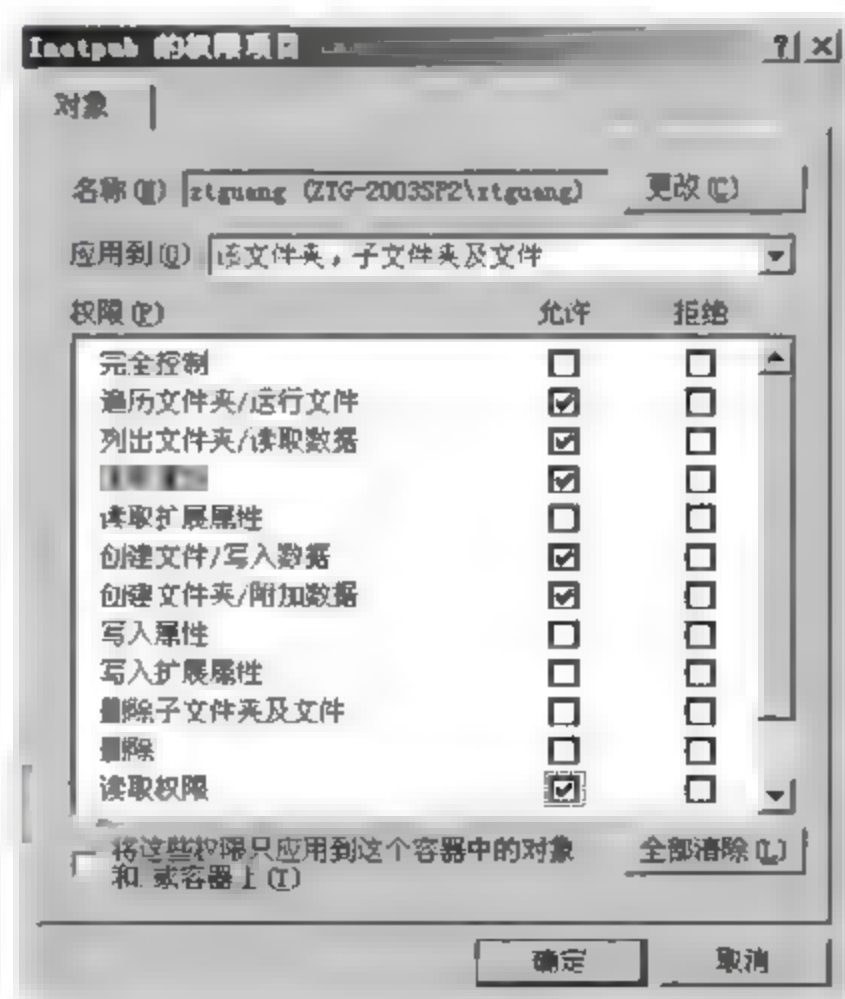 Inetpub 的权限项目
对象
名称(N) ztguang (ZTG-2003SP2\ztguang) 更改(C)
应用到(O) 该文件夹，子文件夹及文件
权限(P) 允许 拒绝
完全控制
遍历文件夹/运行文件
列出文件夹/读取数据
读取扩展属性
创建文件/写入数据
创建文件夹/附加数据
写入属性
写入扩展属性
删除子文件夹及文件
删除
读取权限
将这些权限只应用到这个容器中的对象 全部清除(L)
和 或容器上(T)
确定 取消